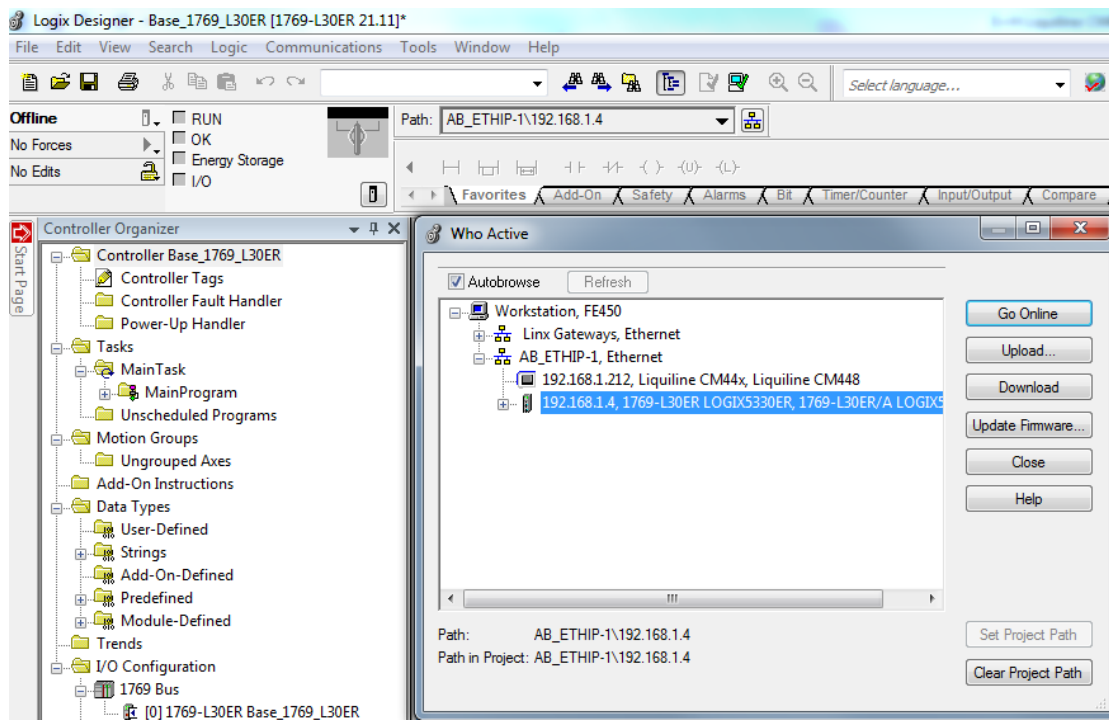 Logix Designer - Base_1769_L30ER [1769-L30ER 21.11]*
File Edit View Search Logic Communications Tools Window Help
Select language...
Offline
RUN
Path: AB_ETHIP-1\192.168.1.4
No Forces
OK
Energy Storage
No Edits
I/O
Favorites Add-On Safety Alarms Bit Timer/Counter Input/Output Compare
Start Page
Controller Organizer
Controller Base_1769_L30ER
Controller Tags
Controller Fault Handler
Power-Up Handler
Tasks
MainTask
MainProgram
Unscheduled Programs
Motion Groups
Ungrouped Axes
Add-On Instructions
Data Types
User-Defined
Strings
Add-On-Defined
Predefined
Module-Defined
Trends
I/O Configuration
1769 Bus
[0] 1769-L30ER Base_1769_L30ER
Who Active
Autobrowse Refresh
Workstation, FE450
Linx Gateways, Ethernet
AB_ETHIP-1, Ethernet
192.168.1.212, Liquiline CM44x, Liquiline CM448
192.168.1.4, 1769-L30ER LOGIX5330ER, 1769-L30ER/A LOGIX5
Go Online
Upload...
Download
Update Firmware...
Close
Help
Path: AB_ETHIP-1\192.168.1.4
Path in Project: AB_ETHIP-1\192.168.1.4
Set Project Path
Clear Project Path